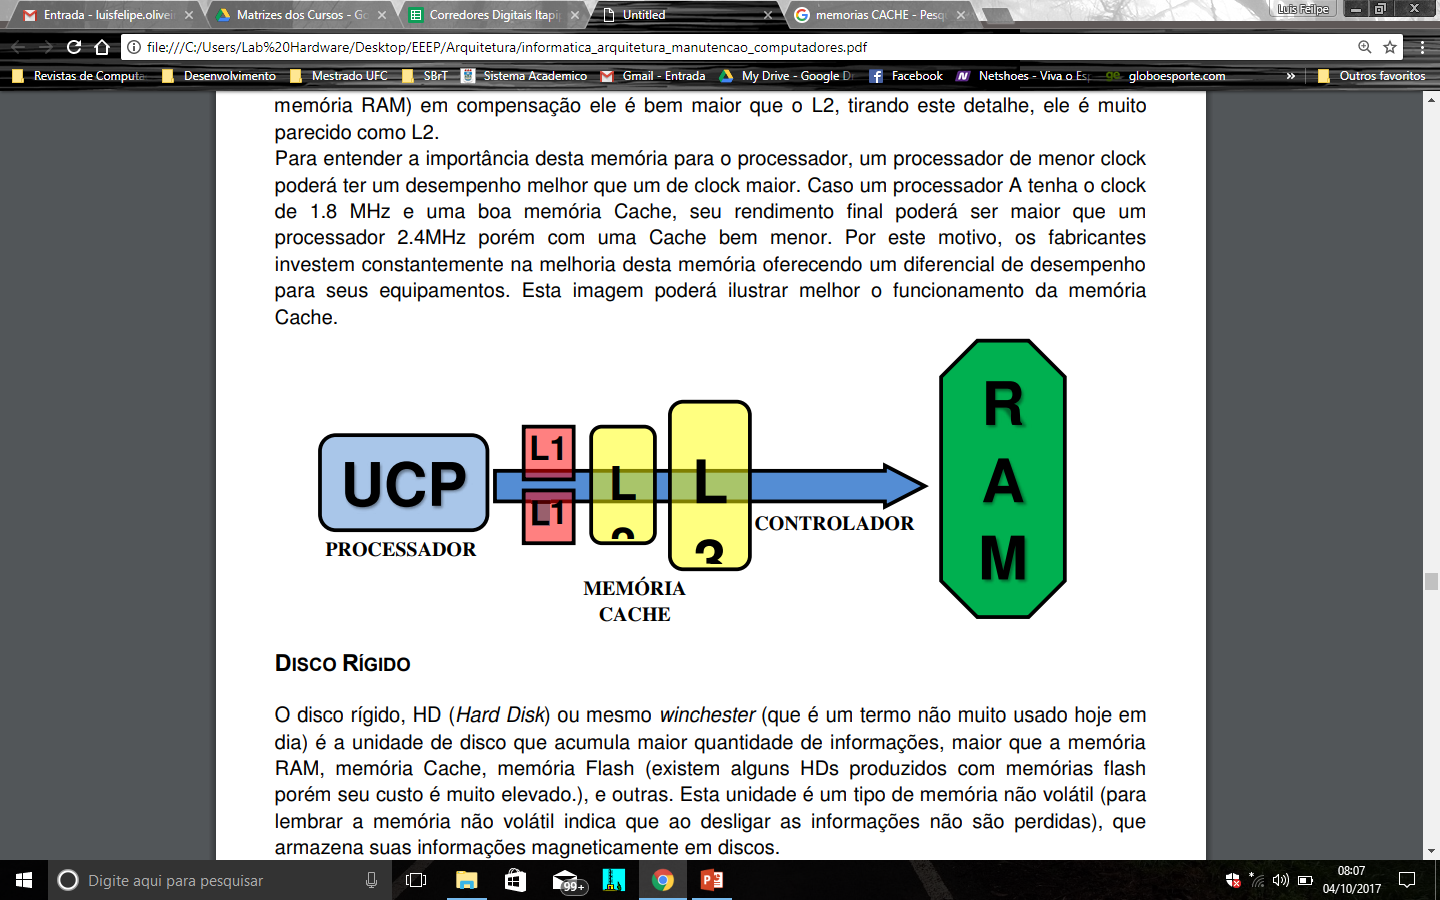 Entrada - luisfelipe.olivei
Matrizes dos Cursos - Go
Corredores Digitais Itapi
Untitled
memorias CACHE - Pesq
Luis Felipe
file:///C:/Users/Lab%20Hardware/Desktop/EEEP/Arquitetura/informatica_arquitetura_manutencao_computadores.pdf
Revistas de Computa
Desenvolvimento
Mestrado UFC
SBrT
Sistema Academico
Gmail - Entrada
My Drive - Google Dr
Facebook
Netshoes - Viva o Esp
globoesporte.com
»
Outros favoritos
memória RAM) em compensação ele é bem maior que o L2, tirando este detalhe, ele é muito
parecido como L2.
Para entender a importância desta memória para o processador, um processador de menor clock
poderá ter um desempenho melhor que um de clock maior. Caso um processador A tenha o clock
de 1.8 MHz e uma boa memória Cache, seu rendimento final poderá ser maior que um
processador 2.4MHz porém com uma Cache bem menor. Por este motivo, os fabricantes
investem constantemente na melhoria desta memória oferecendo um diferencial de desempenho
para seus equipamentos. Esta imagem poderá ilustrar melhor o funcionamento da memória
Cache.
UCP
PROCESSADOR
L1
L1
L
2
L
3
MEMÓRIA
CACHE
CONTROLADOR
R
A
M
DISCO RÍGIDO
O disco rígido, HD (Hard Disk) ou mesmo winchester (que é um termo não muito usado hoje em
dia) é a unidade de disco que acumula maior quantidade de informações, maior que a memória
RAM, memória Cache, memória Flash (existem alguns HDs produzidos com memórias flash
porém seu custo é muito elevado.), e outras. Esta unidade é um tipo de memória não volátil (para
lembrar a memória não volátil indica que ao desligar as informações não são perdidas), que
armazena suas informações magneticamente em discos.
Digite aqui para pesquisar
99+
08:07
04/10/2017